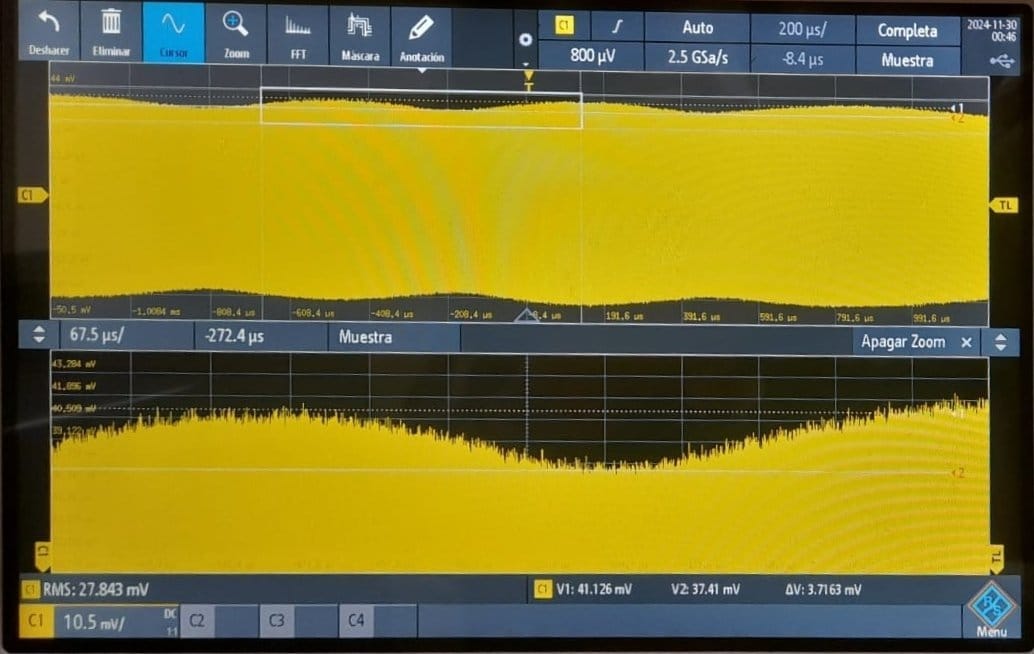 Deshacer Eliminar Cursor Zoom FFT Máscara Anotación
C1 Auto 200 µs/ Completa 2024-11-30
00:46
800 µV 2.5 GSa/s -8.4 µs Muestra
44 mV
T
1
2
C1
TL
-50.5 mV -1.0084 ms -808.4 µs -608.4 µs -408.4 µs -208.4 µs -8.4 µs 191.6 µs 391.6 µs 591.6 µs 791.6 µs 991.6 µs
67.5 µs/ -272.4 µs Muestra Apagar Zoom ×
43,284 mV
41,896 mV
40,509 mV
39,122 mV
1
2
C1
TL
C1 RMS: 27.843 mV C1 V1: 41.126 mV V2: 37.41 mV ΔV: 3.7163 mV
C1 10.5 mV/ DC
1:1
C2 C3 C4
R&S
Menu